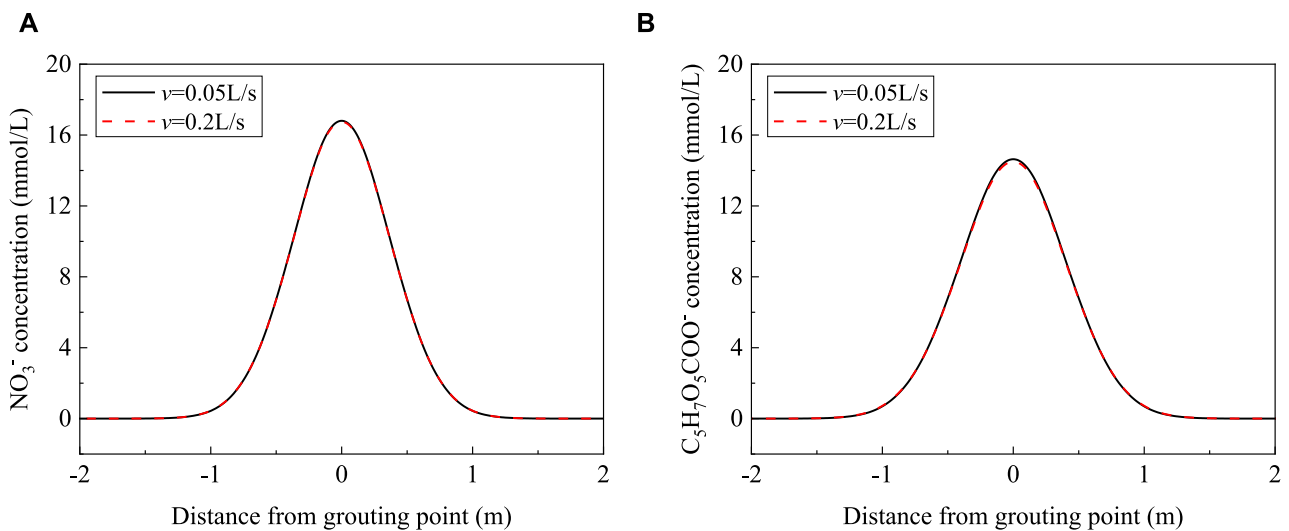 A
NO₃⁻ concentration (mmol/L)
20
16
12
8
4
0
v=0.05L/s
v=0.2L/s
-2
-1
0
1
2
Distance from grouting point (m)
B
C₅H₇O₅COO⁻ concentration (mmol/L)
20
16
12
8
4
0
v=0.05L/s
v=0.2L/s
-2
-1
0
1
2
Distance from grouting point (m)